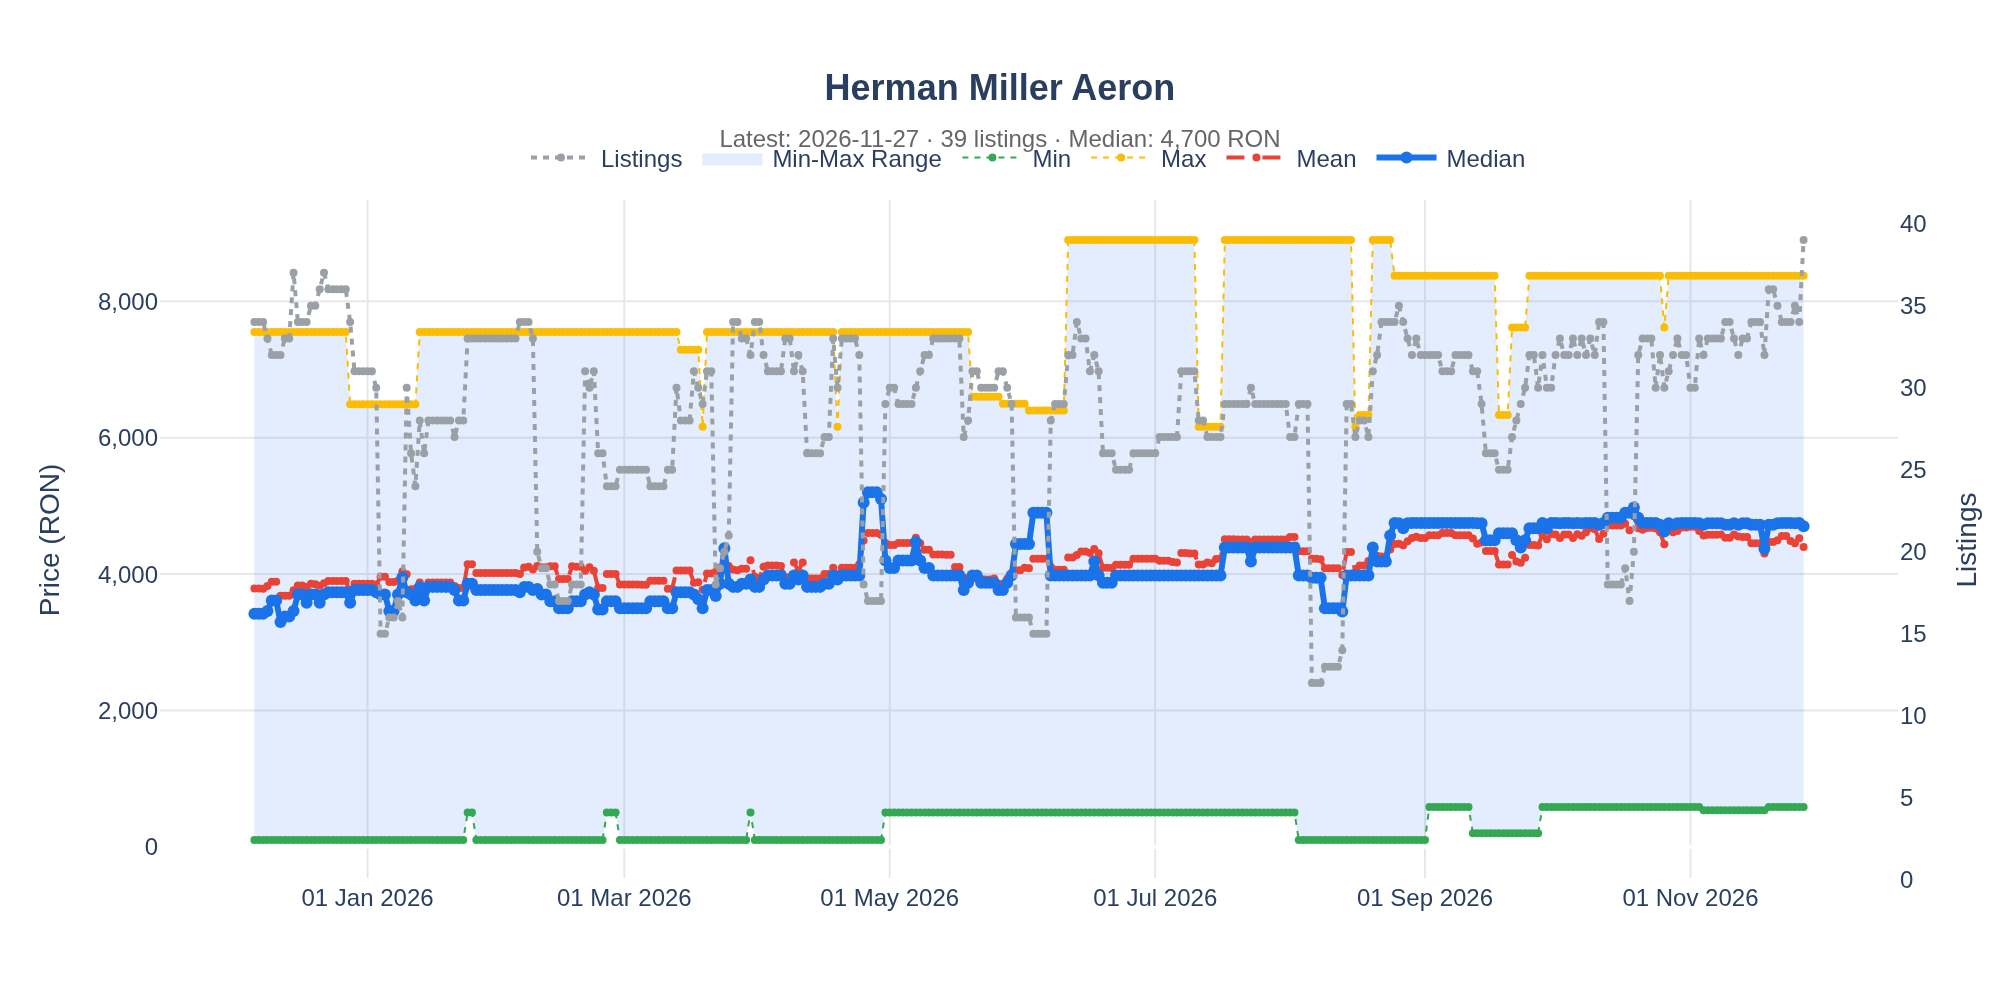 Herman Miller Aeron
Latest: 2026-11-27 · 39 listings · Median: 4,700 RON
Listings Min-Max Range Min Max Mean Median
Price (RON)
8,000
6,000
4,000
2,000
0
40
35
30
25
20
15
10
5
0
Listings
01 Jan 2026 01 Mar 2026 01 May 2026 01 Jul 2026 01 Sep 2026 01 Nov 2026